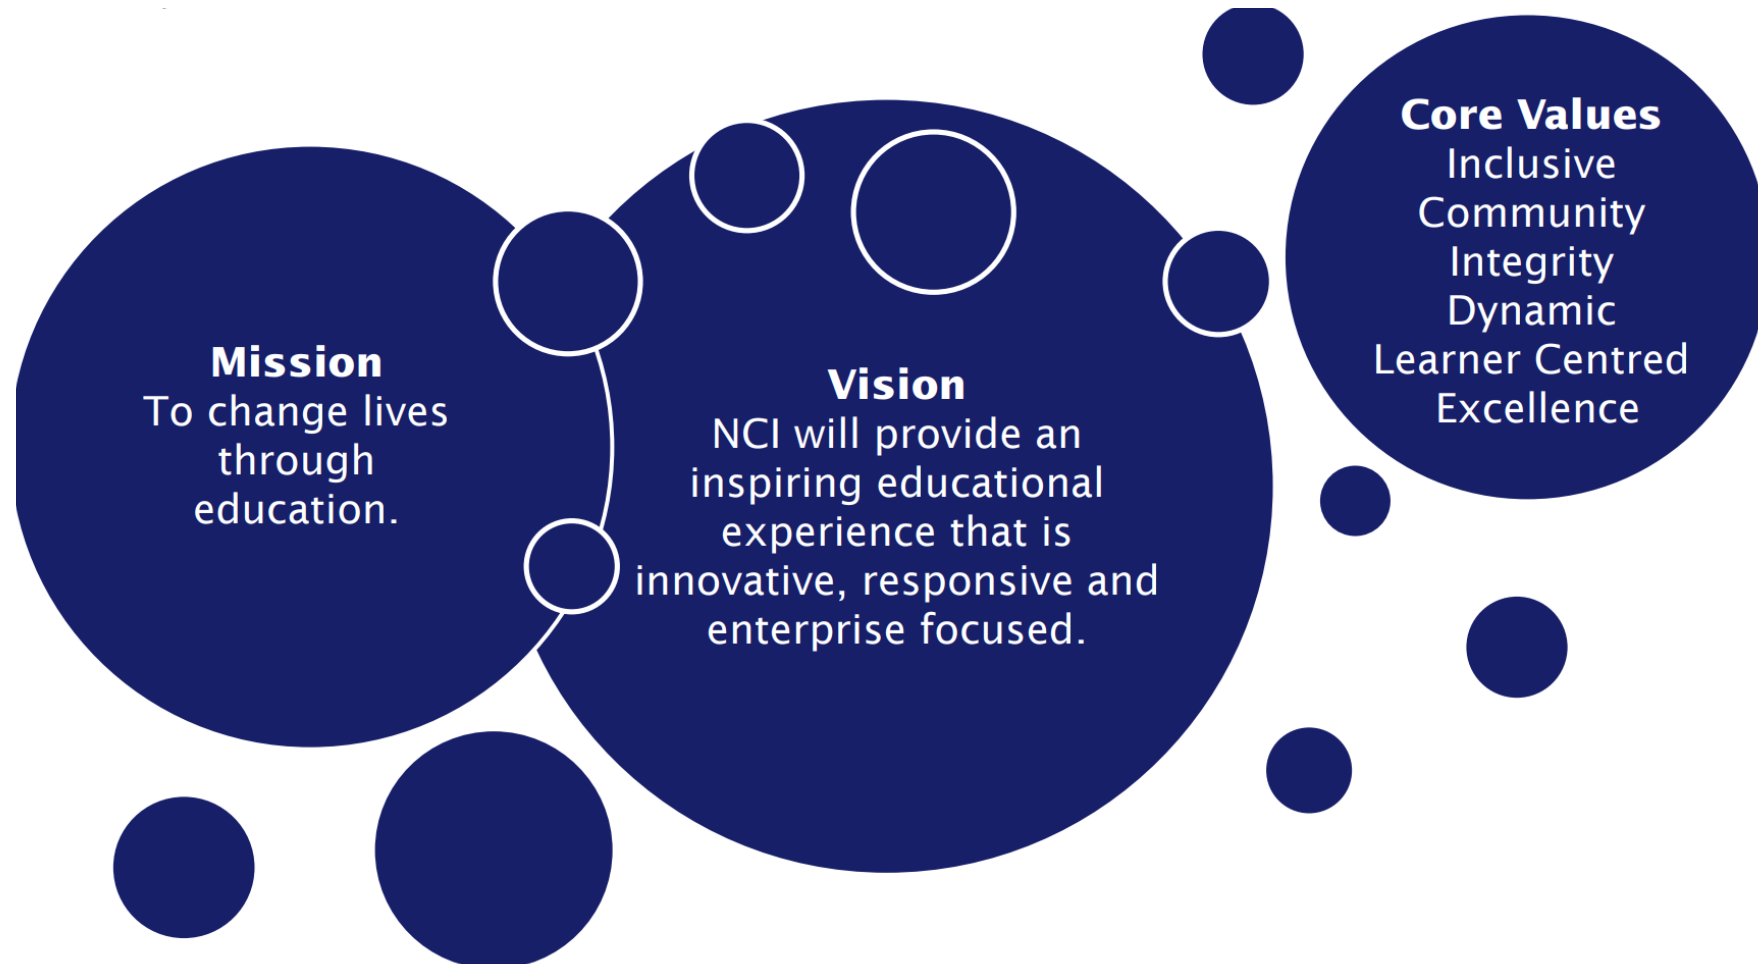 Mission
To change lives
through
education.
Vision
NCI will provide an
inspiring educational
experience that is
innovative, responsive and
enterprise focused.
Core Values
Inclusive
Community
Integrity
Dynamic
Learner Centred
Excellence